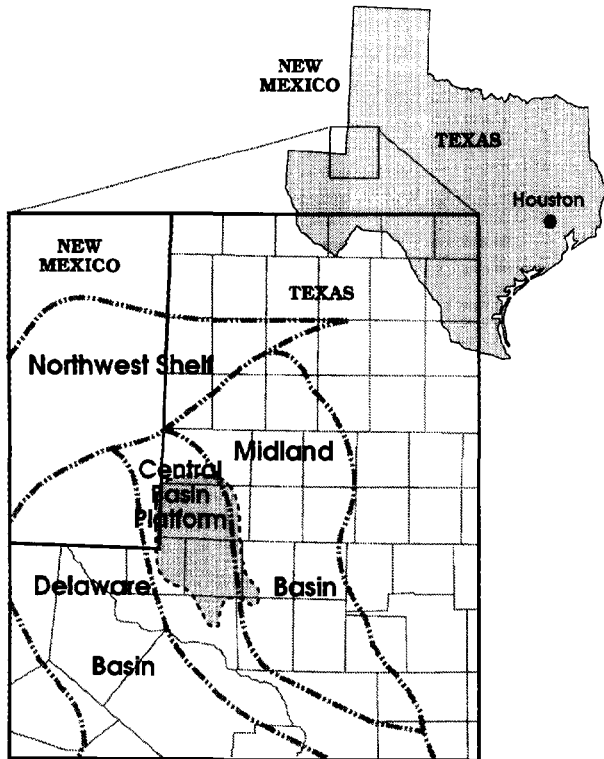 NEW
MEXICO
TEXAS
Houston
NEW
MEXICO
TEXAS
Northwest Shelf
Midland
Central
Basin
Platform
Delaware
Basin
Basin